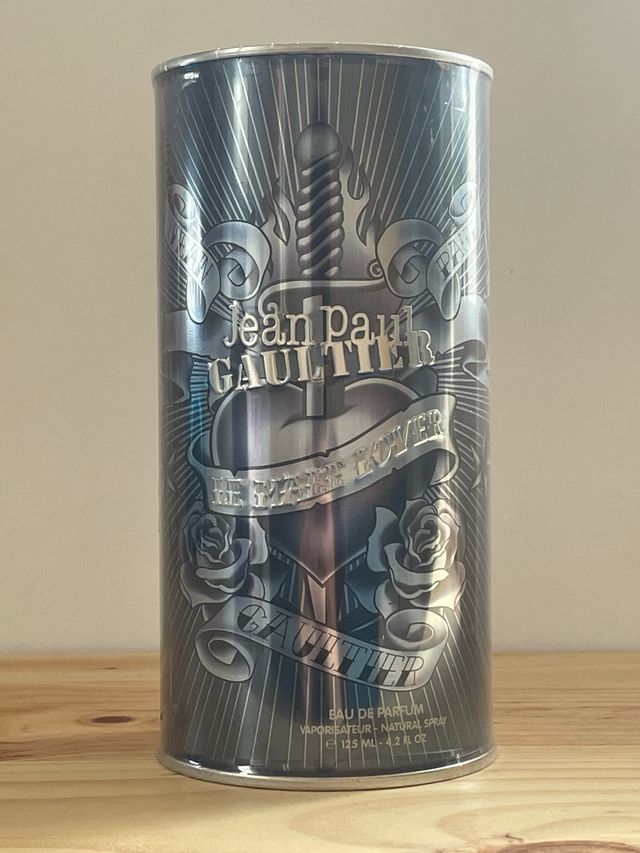 Jean Paul
GAULTIER
LE MALE LOVER
GAULTIER
EAU DE PARFUM
VAPORISATEUR - NATURAL SPRAY
℮ 125 ML - 4.2 FL OZ